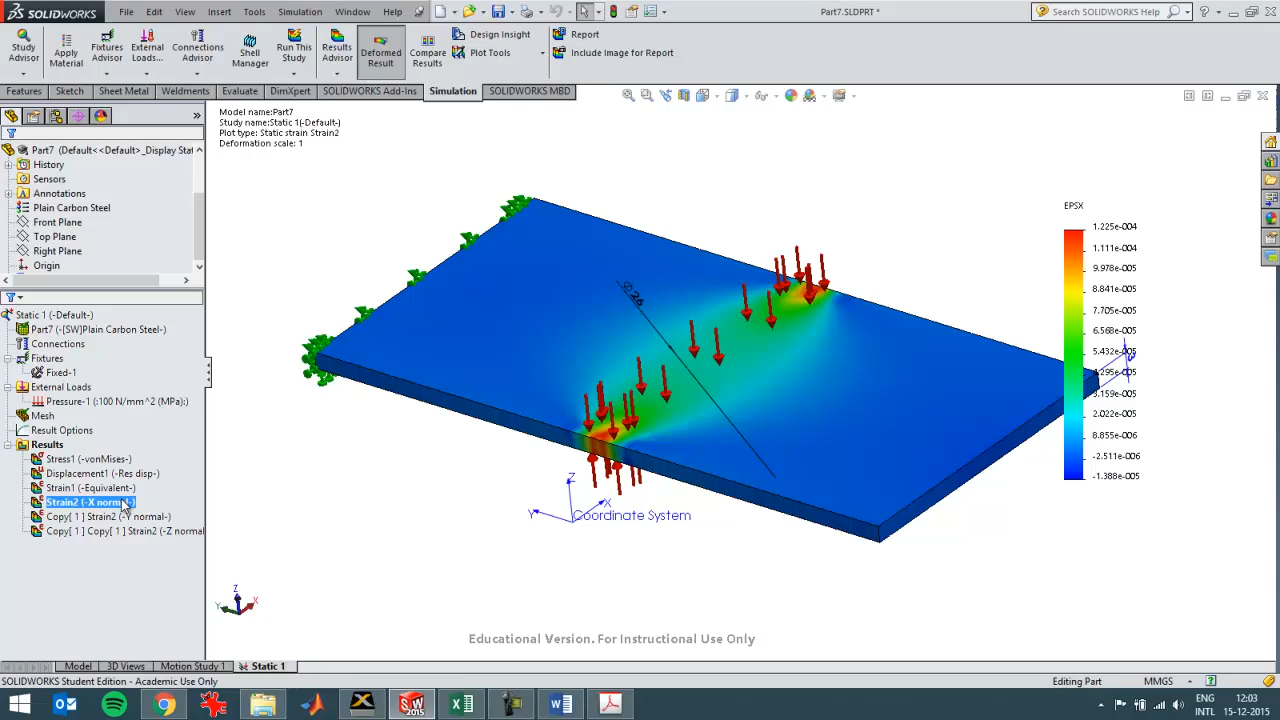 SOLIDWORKS
File Edit View Insert Tools Simulation Window Help
Part7.SLDPRT *
Search SOLIDWORKS Help
Study Advisor
Apply Material
Fixtures Advisor
External Loads...
Connections Advisor
Shell Manager
Run This Study
Results Advisor
Deformed Result
Compare Results
Design Insight
Plot Tools
Report
Include Image for Report
Features Sketch Sheet Metal Weldments Evaluate DimXpert SOLIDWORKS Add-Ins Simulation SOLIDWORKS MBD
Part7 (Default<<Default>_Display Stat
History
Sensors
Annotations
Plain Carbon Steel
Front Plane
Top Plane
Right Plane
Origin
Static 1 (-Default-)
Part7 (-[SW]Plain Carbon Steel-)
Connections
Fixtures
Fixed-1
External Loads
Pressure-1 (:100 N/mm^2 (MPa):)
Mesh
Result Options
Results
Stress1 (-vonMises-)
Displacement1 (-Res disp-)
Strain1 (-Equivalent-)
Strain2 (-X normal-)
Copy[ 1 ] Strain2 (-Y normal-)
Copy[ 1 ] Copy[ 1 ] Strain2 (-Z normal
Model name:Part7
Study name:Static 1(-Default-)
Plot type: Static strain Strain2
Deformation scale: 1
EPSX
1.225e-004
1.111e-004
9.978e-005
8.842e-005
7.705e-005
6.568e-005
5.432e-005
4.295e-005
3.159e-005
2.022e-005
8.855e-006
-2.511e-006
-1.388e-005
Ø26
Z
X
Y
Coordinate System
Z
Y
X
Educational Version. For Instructional Use Only
Model 3D Views Motion Study 1 Static 1
SOLIDWORKS Student Edition - Academic Use Only
Editing Part
MMGS
SW 2015
ENG
INTL
12:03
15-12-2015